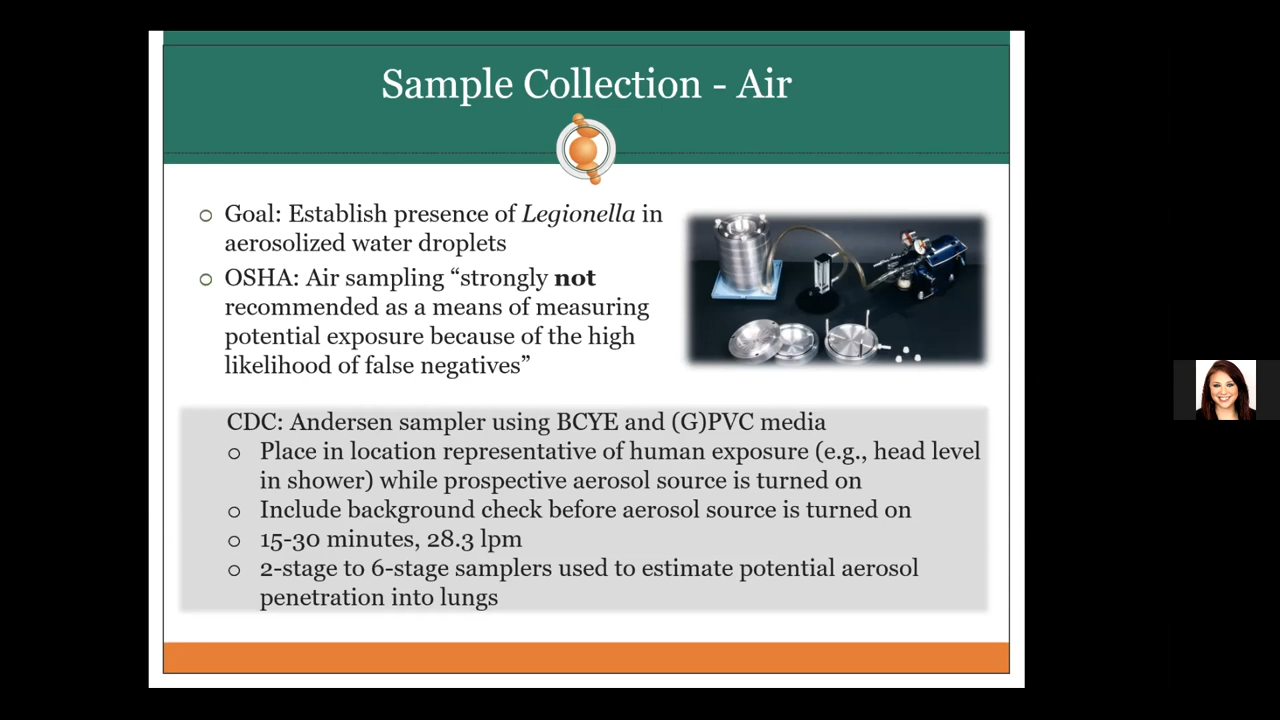 Sample Collection - Air
○ Goal: Establish presence of Legionella in
aerosolized water droplets
○ OSHA: Air sampling “strongly not
recommended as a means of measuring
potential exposure because of the high
likelihood of false negatives”
CDC: Andersen sampler using BCYE and (G)PVC media
○ Place in location representative of human exposure (e.g., head level
in shower) while prospective aerosol source is turned on
○ Include background check before aerosol source is turned on
○ 15-30 minutes, 28.3 lpm
○ 2-stage to 6-stage samplers used to estimate potential aerosol
penetration into lungs